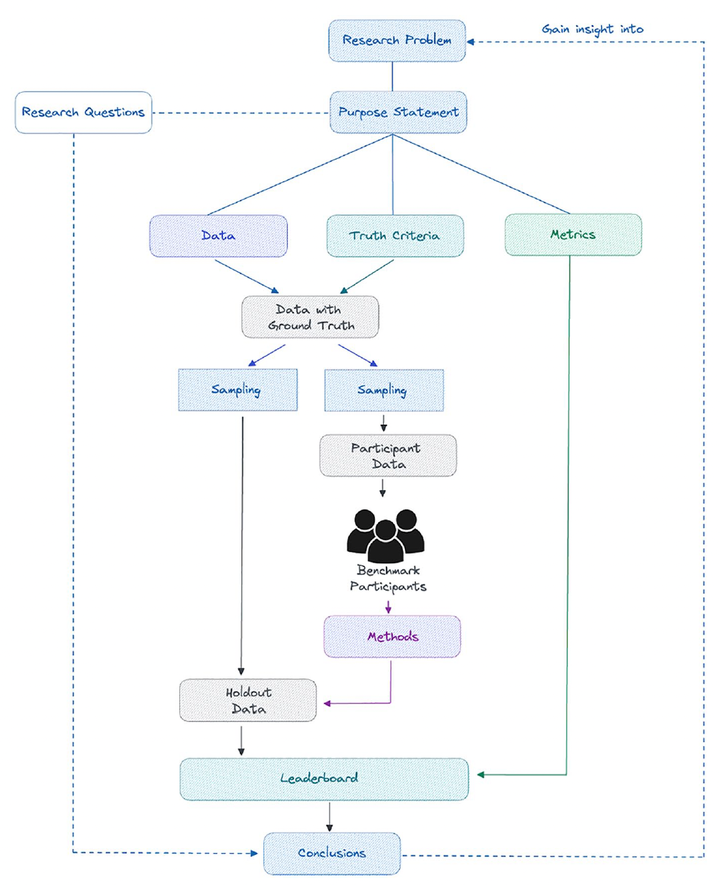 Gain insight into
Research Problem
Research Questions
Purpose Statement
Data
Truth Criteria
Metrics
Data with
Ground Truth
Sampling
Sampling
Participant
Data
Benchmark
Participants
Methods
Holdout
Data
Leaderboard
Conclusions